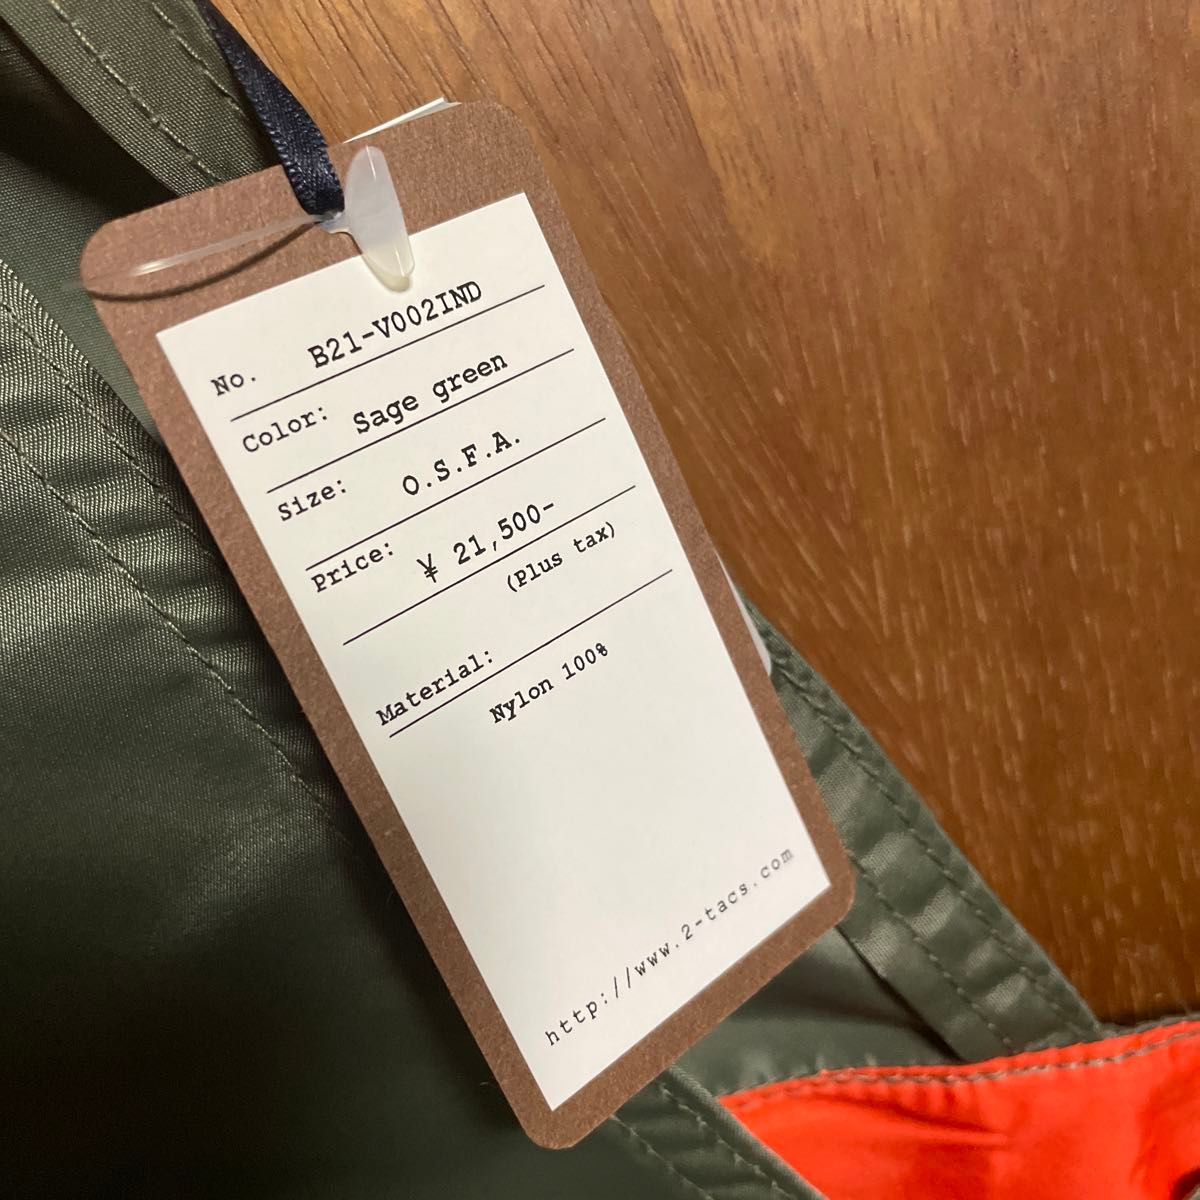 No. B21-V002IND
Color: Sage green
Size: O.S.F.A.
Price: ¥ 21,500-
(Plus tax)
Material:
Nylon 100%
http://www.2-tacs.com